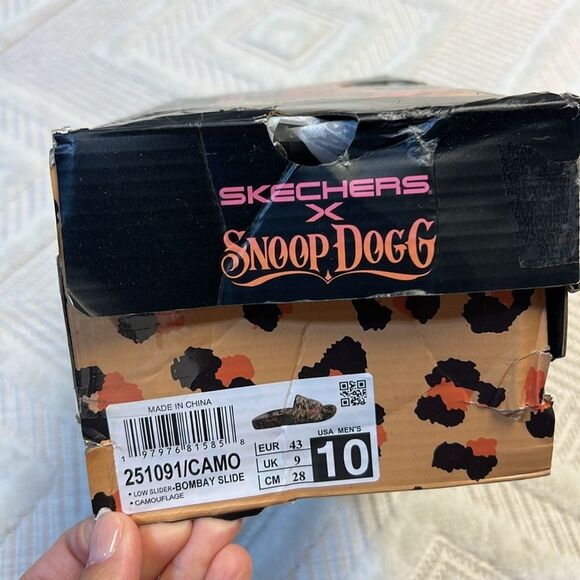 SKECHERS
X
SNOOP DOGG
MADE IN CHINA
1 97976 81585 8
251091/CAMO
• LOW SLIDER-BOMBAY SLIDE
• CAMOUFLAGE
EUR 43
UK 9
CM 28
USA MEN'S
10